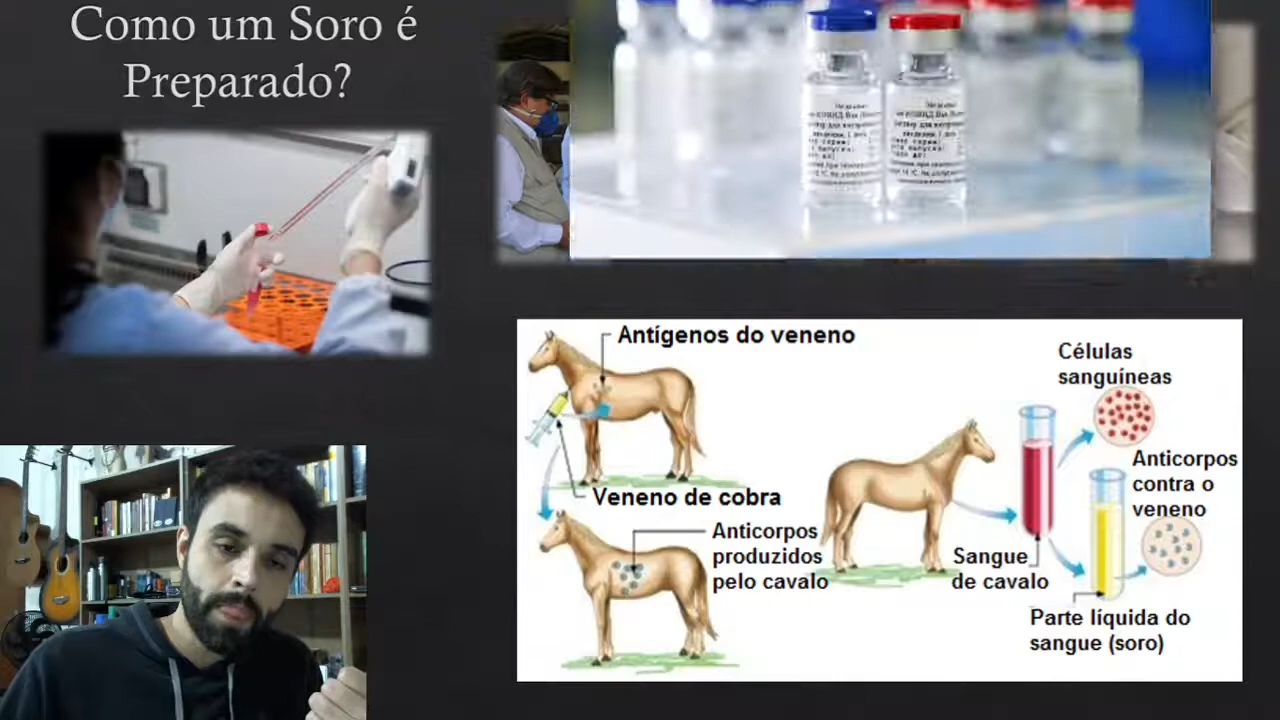 Como um Soro é
Preparado?
Antígenos do veneno
Veneno de cobra
Anticorpos
produzidos
pelo cavalo
Sangue
de cavalo
Células
sanguíneas
Anticorpos
contra o
veneno
Parte líquida do
sangue (soro)